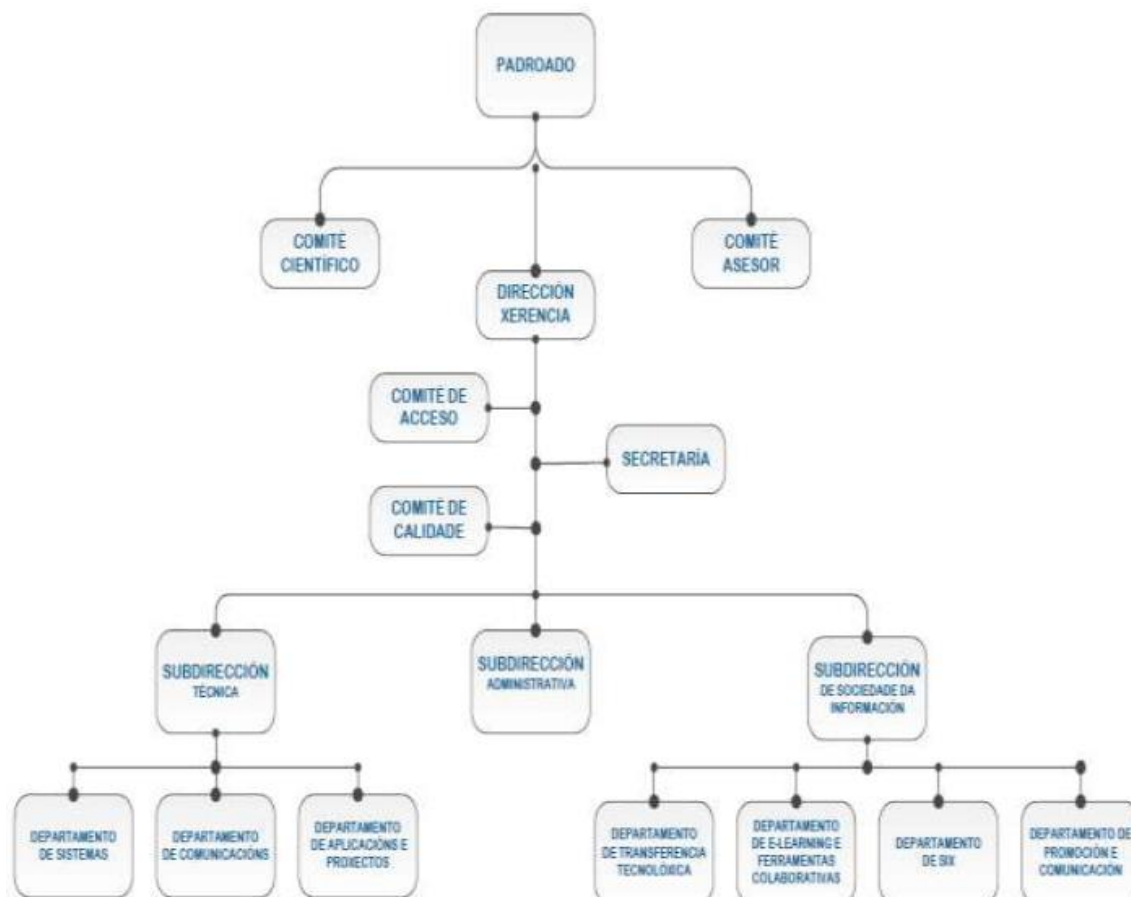 PADROADO
COMITÉ
CIENTÍFICO
COMITÉ
ASESOR
DIRECCIÓN
XERENCIA
COMITÉ DE
ACCESO
SECRETARÍA
COMITÉ DE
CALIDADE
SUBDIRECCIÓN
TÉCNICA
SUBDIRECCIÓN
ADMINISTRATIVA
SUBDIRECCIÓN
DE SOCIEDADE DA
INFORMACIÓN
DEPARTAMENTO
DE SISTEMAS
DEPARTAMENTO
DE COMUNICACIÓNS
DEPARTAMENTO
DE APLICACIÓNS E
PROXECTOS
DEPARTAMENTO
DE TRANSFERENCIA
TECNOLÓXICA
DEPARTAMENTO
DE E-LEARNING E
FERRAMENTAS
COLABORATIVAS
DEPARTAMENTO
DE SIX
DEPARTAMENTO DE
PROMOCIÓN E
COMUNICACIÓN